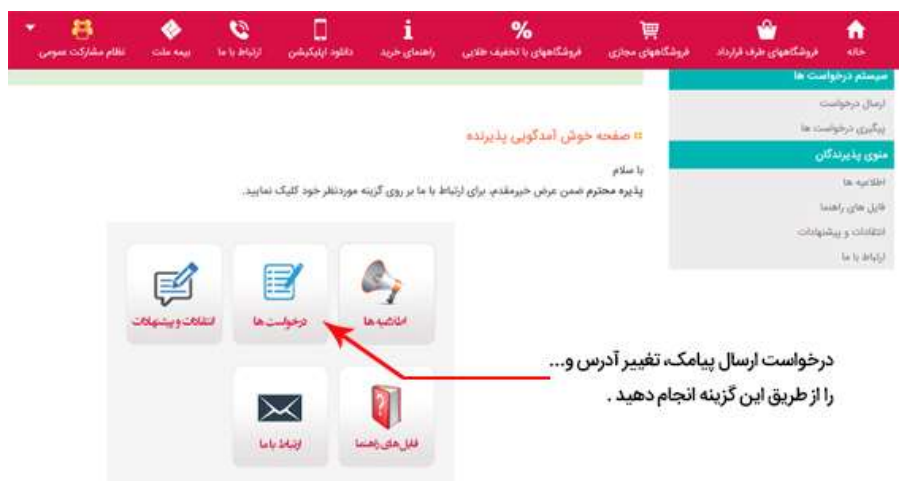 خانه
فروشگاههای طرف قرارداد
فروشگاههای مجازی
فروشگاههای با تخفیف طلایی
راهنمای خرید
دانلود اپلیکیشن
ارتباط با ما
بیمه ملت
نظام مشارکت عمومی
سیستم درخواست ها
ارسال درخواست
پیگیری درخواست ها
منوی پذیرندگان
اطلاعیه ها
فایل های راهنما
انتقادات و پیشنهادات
ارتباط با ما
صفحه خوش آمدگویی پذیرنده
با سلام
پذیره محترم ضمن عرض خیرمقدم، برای ارتباط با ما بر روی گزینه موردنظر خود کلیک نمایید.
اطلاعیه ها
درخواست ها
انتقادات و پیشنهادات
فایل های راهنما
ارتباط با ما
درخواست ارسال پیامک، تغییر آدرس و...
را از طریق این گزینه انجام دهید .